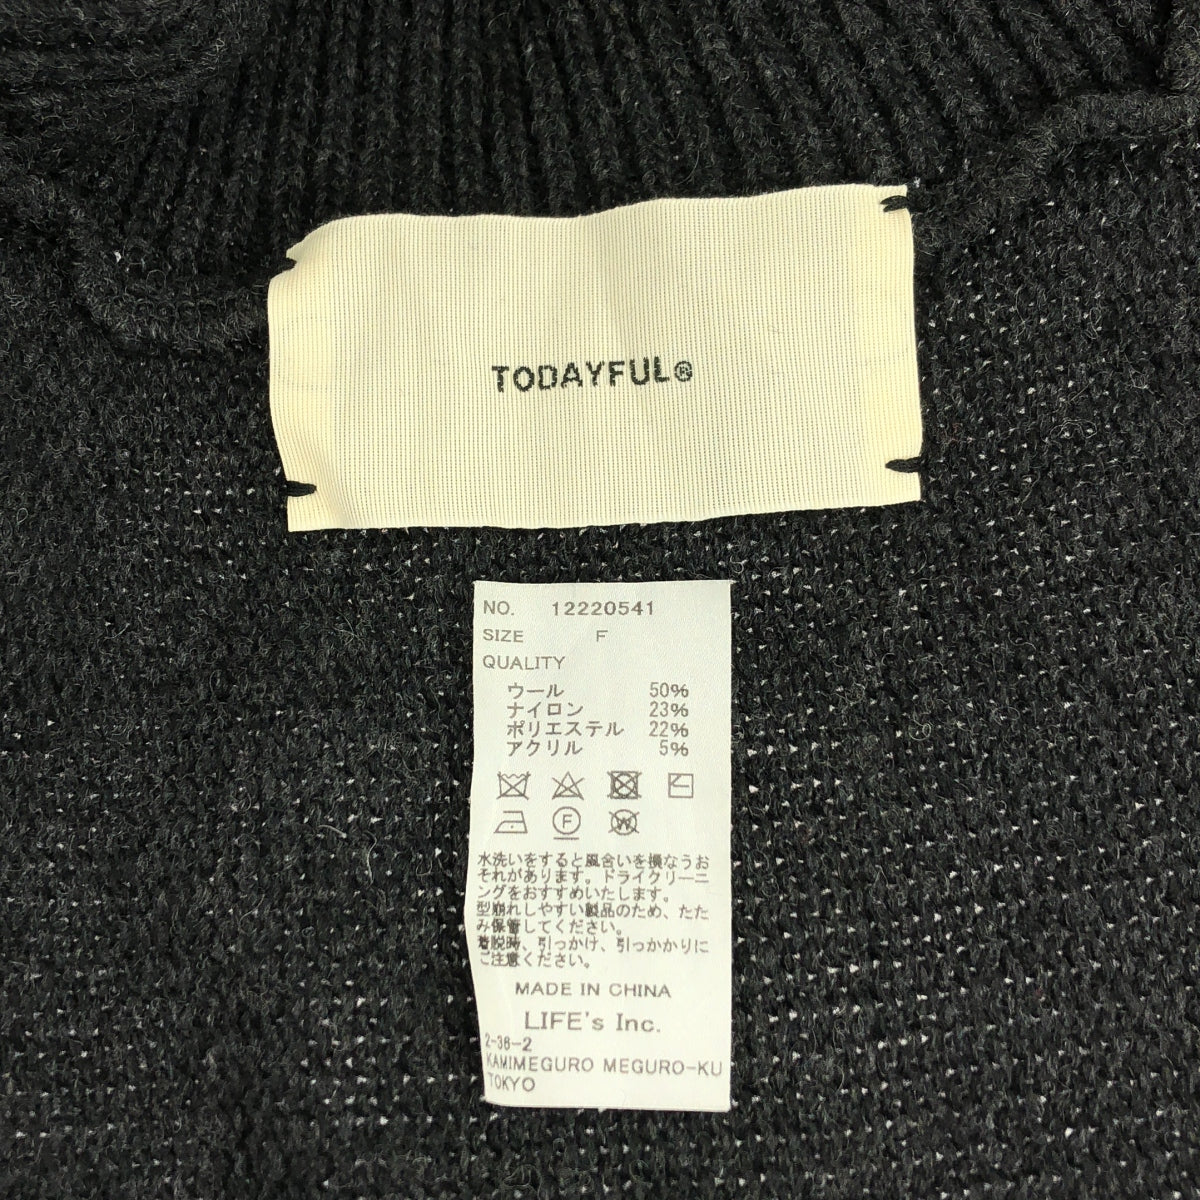 TODAYFUL®
NO. 12220541
SIZE F
QUALITY
ウール 50%
ナイロン 23%
ポリエステル 22%
アクリル 5%
F
W
水洗いをすると風合いを損なうお
それがあります。ドライクリーニ
ングをおすすめいたします。
型崩れしやすい製品のため、たた
み保管してください。
着脱時、引っかけ、引っかかりに
ご注意ください。
MADE IN CHINA
LIFE's Inc.
2-36-2
KAMIMEGURO MEGURO-KU
TOKYO